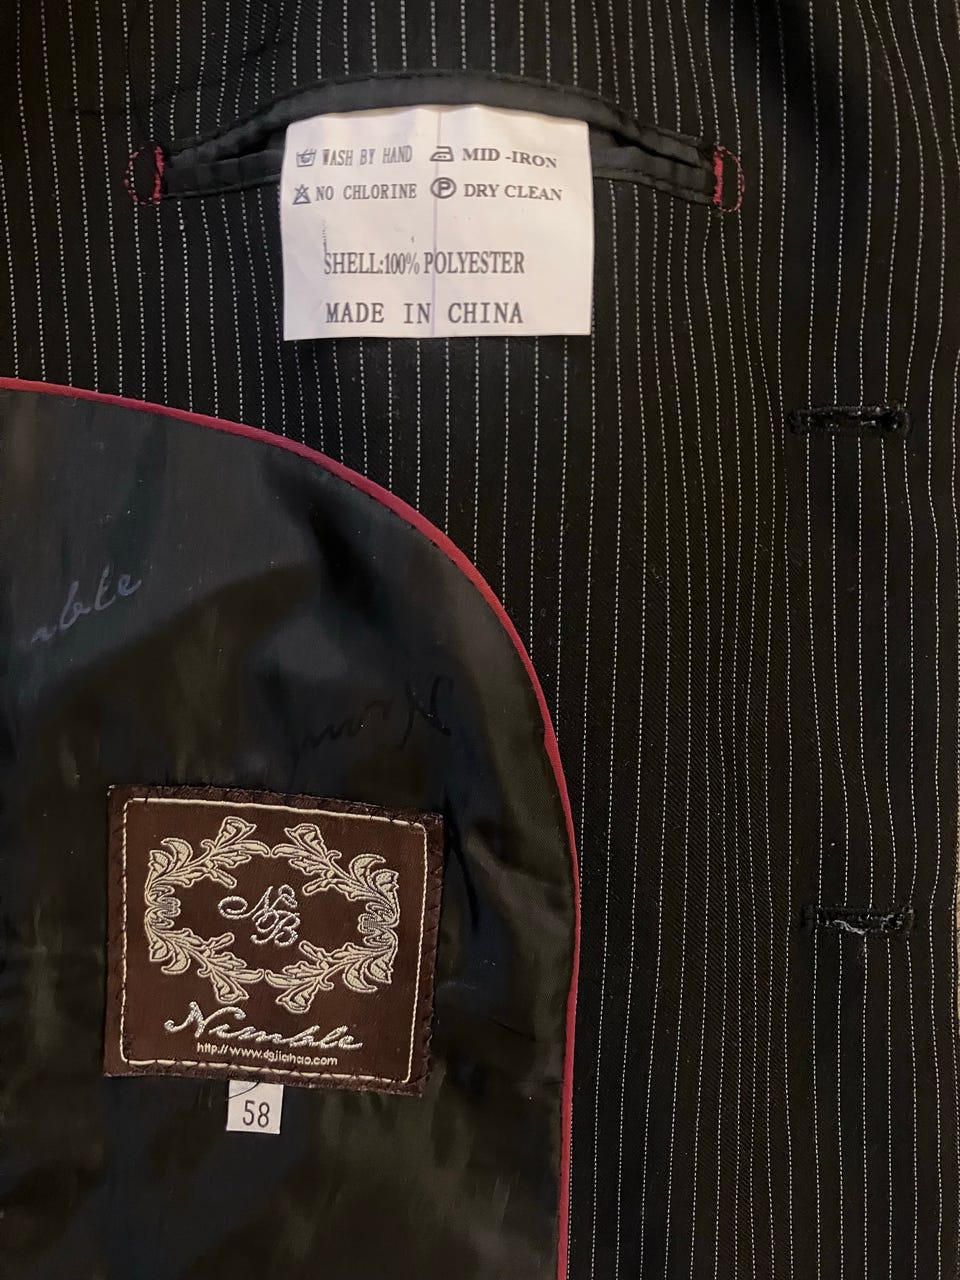 WASH BY HAND MID -IRON
NO CHLORINE P DRY CLEAN
SHELL:100% POLYESTER
MADE IN CHINA
N&B
Nimble
http://www.dgjiahao.com
58